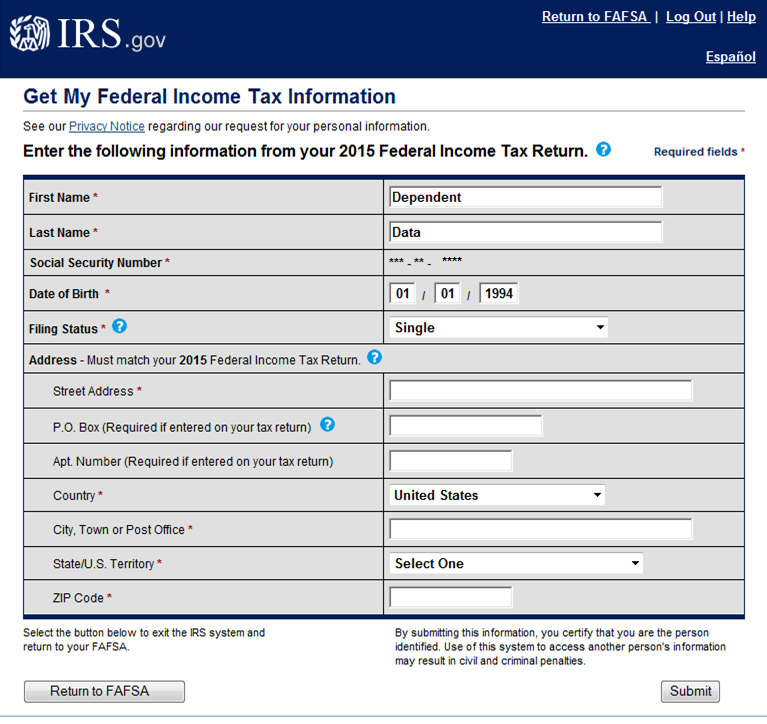 Return to FAFSA | Log Out | Help
IRS.gov
Español
Get My Federal Income Tax Information
See our Privacy Notice regarding our request for your personal information.
Enter the following information from your 2015 Federal Income Tax Return. ?
Required fields *
First Name * Dependent
Last Name * Data
Social Security Number * *** - ** - ****
Date of Birth * 01 / 01 / 1994
Filing Status * ? Single
Address - Must match your 2015 Federal Income Tax Return. ?
Street Address *
P.O. Box (Required if entered on your tax return) ?
Apt. Number (Required if entered on your tax return)
Country * United States
City, Town or Post Office *
State/U.S. Territory * Select One
ZIP Code *
Select the button below to exit the IRS system and
return to your FAFSA.
By submitting this information, you certify that you are the person
identified. Use of this system to access another person's information
may result in civil and criminal penalties.
Return to FAFSA
Submit